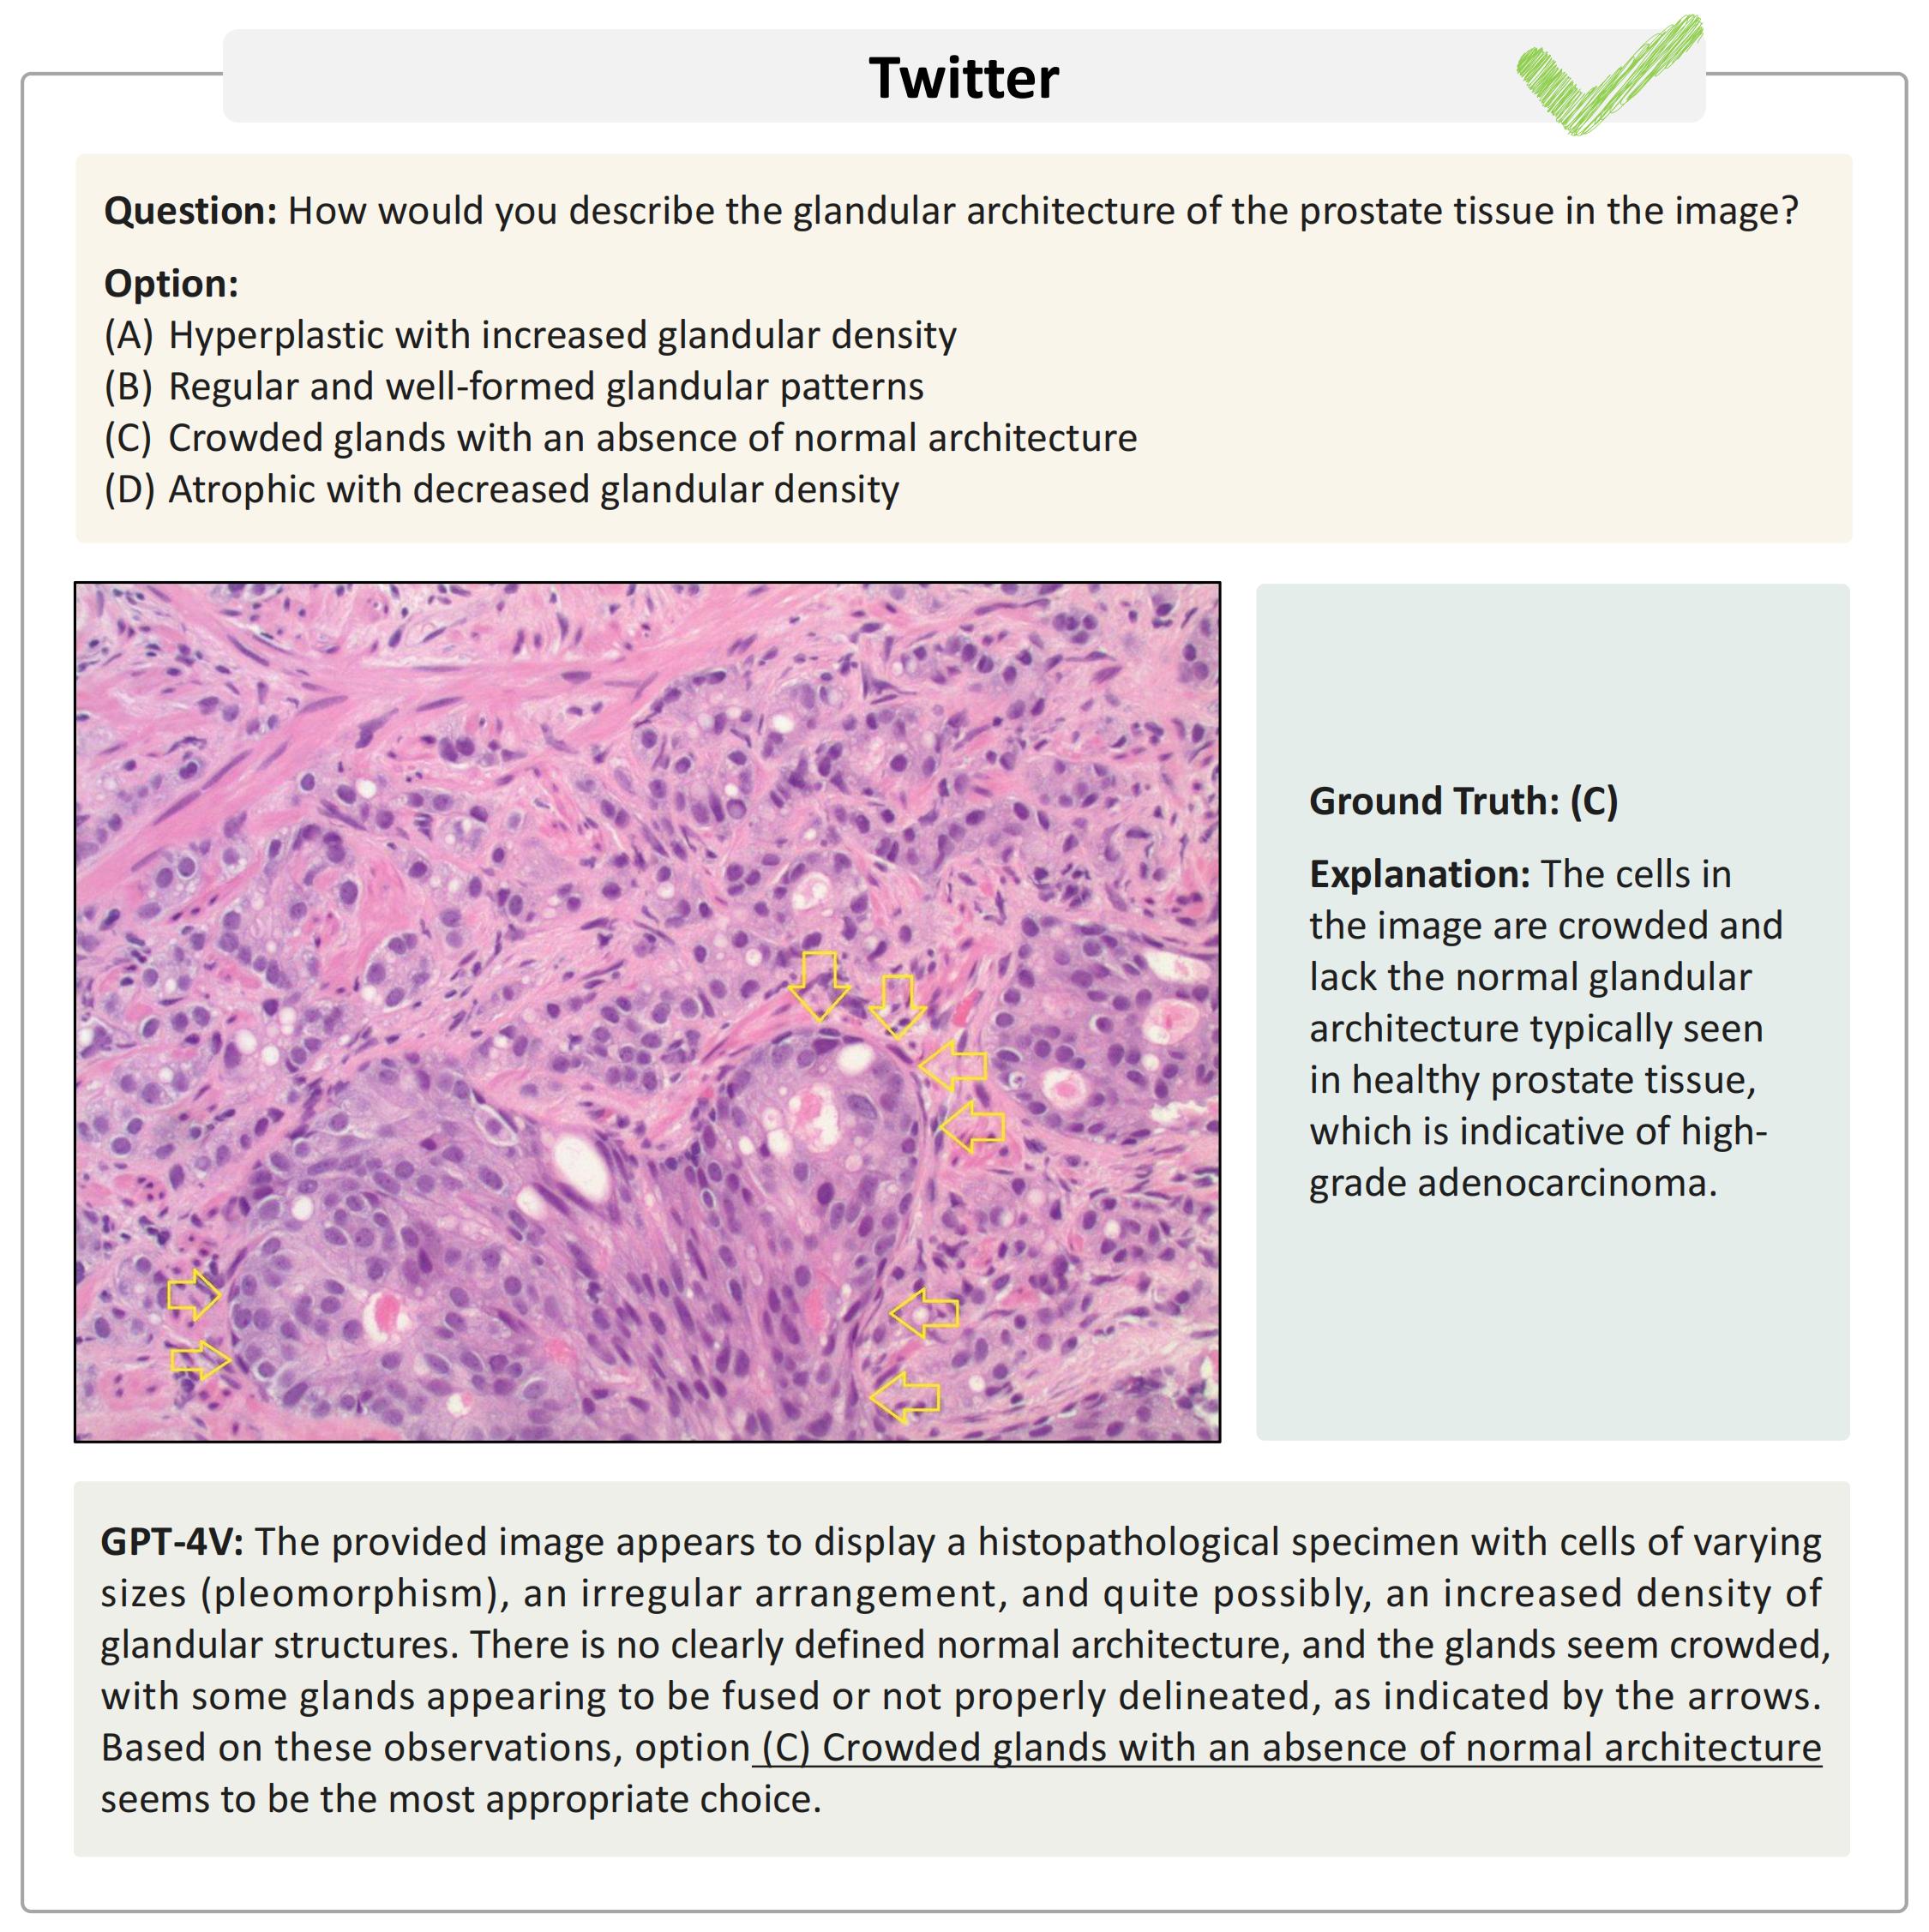 Twitter
Question: How would you describe the glandular architecture of the prostate tissue in the image?
Option:
(A) Hyperplastic with increased glandular density
(B) Regular and well-formed glandular patterns
(C) Crowded glands with an absence of normal architecture
(D) Atrophic with decreased glandular density
Ground Truth: (C)
Explanation: The cells in
the image are crowded and
lack the normal glandular
architecture typically seen
in healthy prostate tissue,
which is indicative of high-
grade adenocarcinoma.
GPT-4V: The provided image appears to display a histopathological specimen with cells of varying
sizes (pleomorphism), an irregular arrangement, and quite possibly, an increased density of
glandular structures. There is no clearly defined normal architecture, and the glands seem crowded,
with some glands appearing to be fused or not properly delineated, as indicated by the arrows.
Based on these observations, option (C) Crowded glands with an absence of normal architecture
seems to be the most appropriate choice.